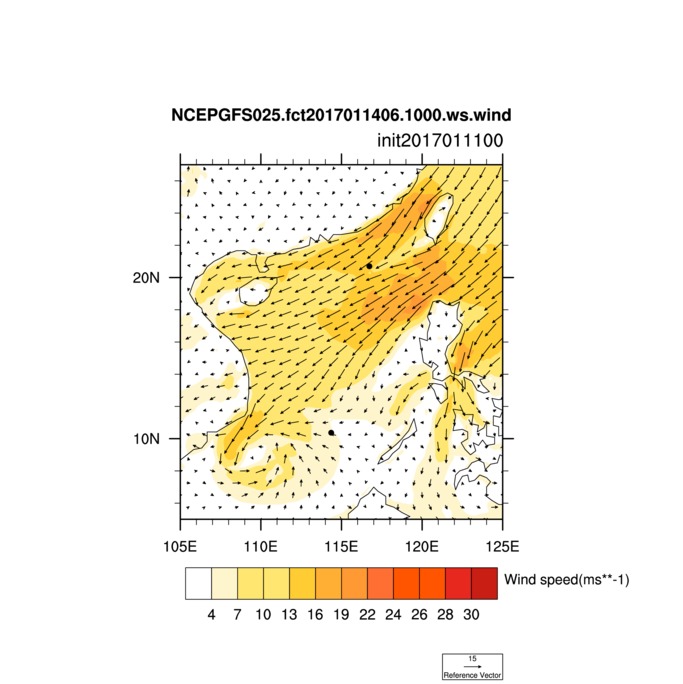 NCEPGFS025.fct2017011406.1000.ws.wind
init2017011100
20N
10N
105E 110E 115E 120E 125E
Wind speed(ms**-1)
4 7 10 13 16 19 22 24 26 28 30
15
Reference Vector